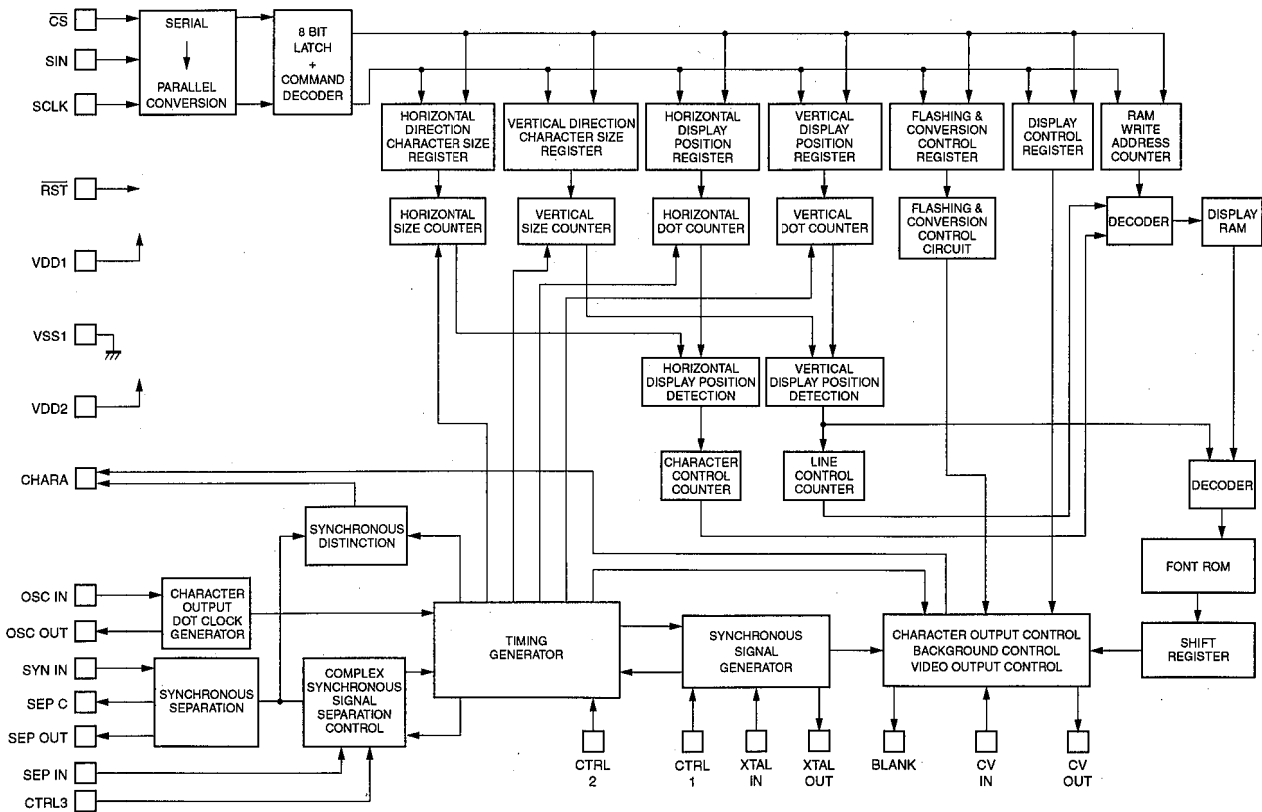 CS
SIN
SCLK
SERIAL
PARALLEL
CONVERSION
8 BIT
LATCH
+
COMMAND
DECODER
HORIZONTAL
DIRECTION
CHARACTER SIZE
REGISTER
VERTICAL DIRECTION
CHARACTER SIZE
REGISTER
HORIZONTAL
DISPLAY
POSITION
REGISTER
VERTICAL
DISPLAY
POSITION
REGISTER
FLASHING &
CONVERSION
CONTROL
REGISTER
DISPLAY
CONTROL
REGISTER
RAM
WRITE
ADDRESS
COUNTER
RST
VDD1
VSS1
VDD2
HORIZONTAL
SIZE COUNTER
VERTICAL
SIZE COUNTER
HORIZONTAL
DOT COUNTER
VERTICAL
DOT COUNTER
FLASHING &
CONVERSION
CONTROL
CIRCUIT
DECODER
DISPLAY
RAM
HORIZONTAL
DISPLAY POSITION
DETECTION
VERTICAL
DISPLAY POSITION
DETECTION
CHARACTER
CONTROL
COUNTER
LINE
CONTROL
COUNTER
DECODER
CHARA
SYNCHRONOUS
DISTINCTION
FONT ROM
OSC IN
OSC OUT
CHARACTER
OUTPUT
DOT CLOCK
GENERATOR
TIMING
GENERATOR
SYNCHRONOUS
SIGNAL
GENERATOR
CHARACTER OUTPUT CONTROL
BACKGROUND CONTROL
VIDEO OUTPUT CONTROL
SHIFT
REGISTER
SYN IN
SEP C
SEP OUT
SYNCHRONOUS
SEPARATION
COMPLEX
SYNCHRONOUS
SIGNAL
SEPARATION
CONTROL
SEP IN
CTRL3
CTRL
2
CTRL
1
XTAL
IN
XTAL
OUT
BLANK
CV
IN
CV
OUT